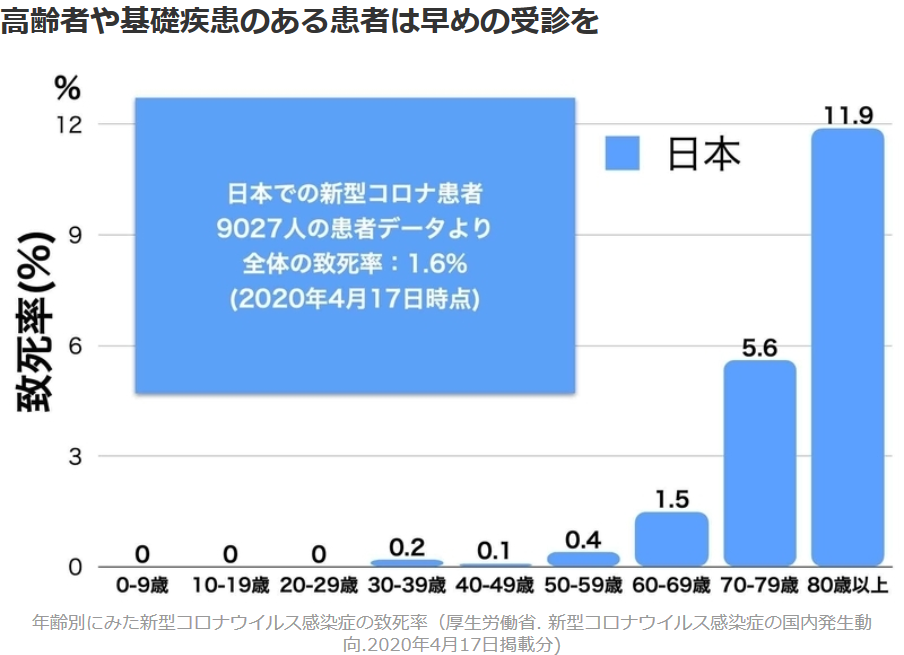 高齢者や基礎疾患のある患者は早めの受診を
%
12
9
6
3
0
致死率(%)
日本での新型コロナ患者
9027人の患者データより
全体の致死率：1.6%
(2020年4月17日時点)
日本
0
0
0
0.2
0.1
0.4
1.5
5.6
11.9
0-9歳
10-19歳
20-29歳
30-39歳
40-49歳
50-59歳
60-69歳
70-79歳
80歳以上
年齢別にみた新型コロナウイルス感染症の致死率（厚生労働省. 新型コロナウイルス感染症の国内発生動
向.2020年4月17日掲載分)